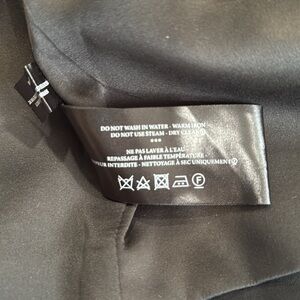 DO NOT WASH IN WATER - WARM IRON
DO NOT USE STEAM - DRY CLEAN
***
NE PAS LAVER À L'EAU -
REPASSAGE À FAIBLE TEMPÉRATURE -
INTERDITE - NETTOYAGE À SEC UNIQUEMENT
F